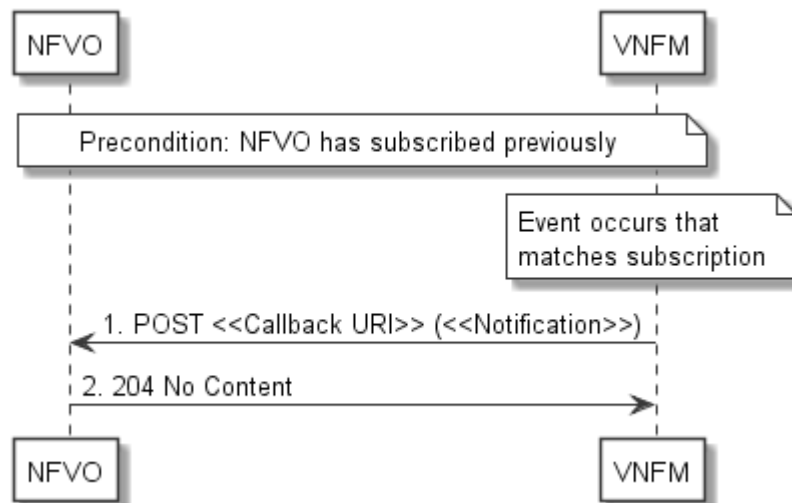 NFVO
VNFM
Precondition: NFVO has subscribed previously
Event occurs that
matches subscription
1. POST <<Callback URI>> (<<Notification>>)
2. 204 No Content
NFVO
VNFM